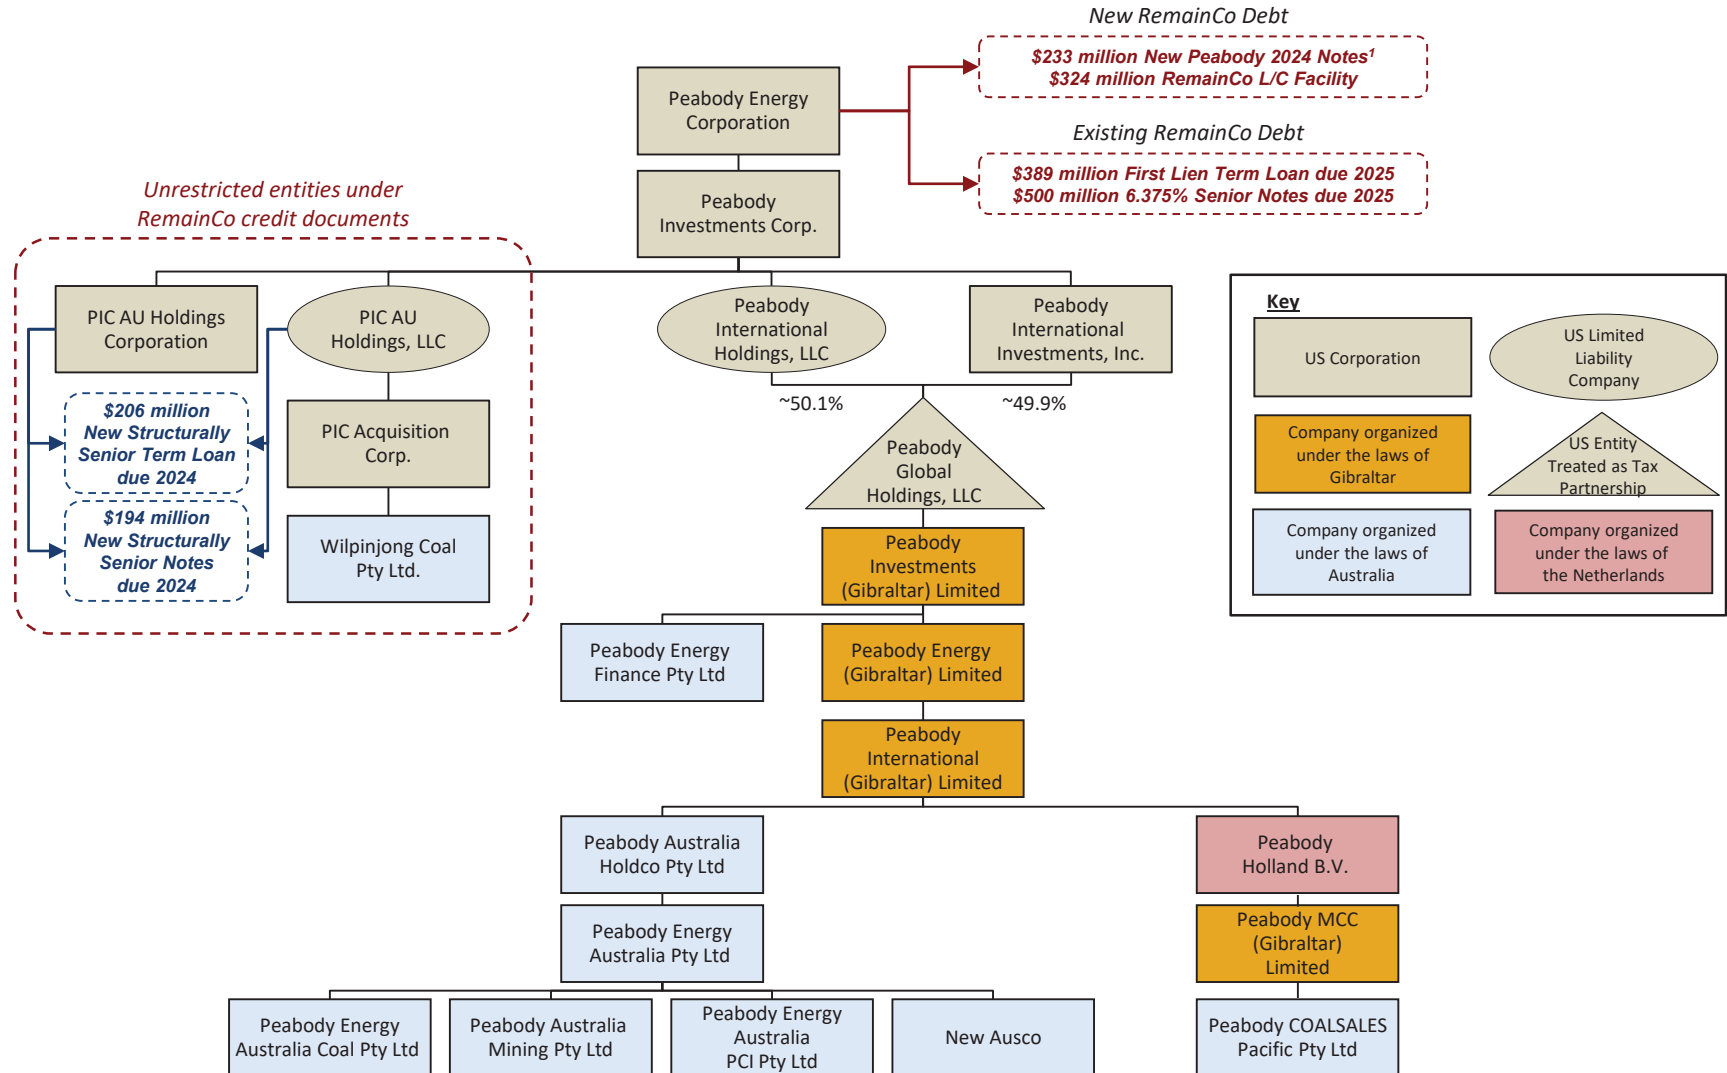 New RemainCo Debt
$233 million New Peabody 2024 Notes¹
$324 million RemainCo L/C Facility
Peabody Energy
Corporation
Existing RemainCo Debt
$389 million First Lien Term Loan due 2025
$500 million 6.375% Senior Notes due 2025
Peabody
Investments Corp.
Unrestricted entities under
RemainCo credit documents
PIC AU Holdings
Corporation
PIC AU
Holdings, LLC
Peabody
International
Holdings, LLC
Peabody
International
Investments, Inc.
$206 million
New Structurally
Senior Term Loan
due 2024
$194 million
New Structurally
Senior Notes
due 2024
PIC Acquisition
Corp.
Wilpinjong Coal
Pty Ltd.
~50.1%
~49.9%
Peabody
Global
Holdings, LLC
Peabody
Investments
(Gibraltar) Limited
Peabody Energy
Finance Pty Ltd
Peabody Energy
(Gibraltar) Limited
Peabody
International
(Gibraltar) Limited
Peabody Australia
Holdco Pty Ltd
Peabody
Holland B.V.
Peabody Energy
Australia Pty Ltd
Peabody MCC
(Gibraltar)
Limited
Peabody Energy
Australia Coal Pty Ltd
Peabody Australia
Mining Pty Ltd
Peabody Energy
Australia
PCI Pty Ltd
New Ausco
Peabody COALSALES
Pacific Pty Ltd
Key
US Corporation
US Limited
Liability
Company
Company organized
under the laws of
Gibraltar
US Entity
Treated as Tax
Partnership
Company organized
under the laws of
Australia
Company organized
under the laws of
the Netherlands